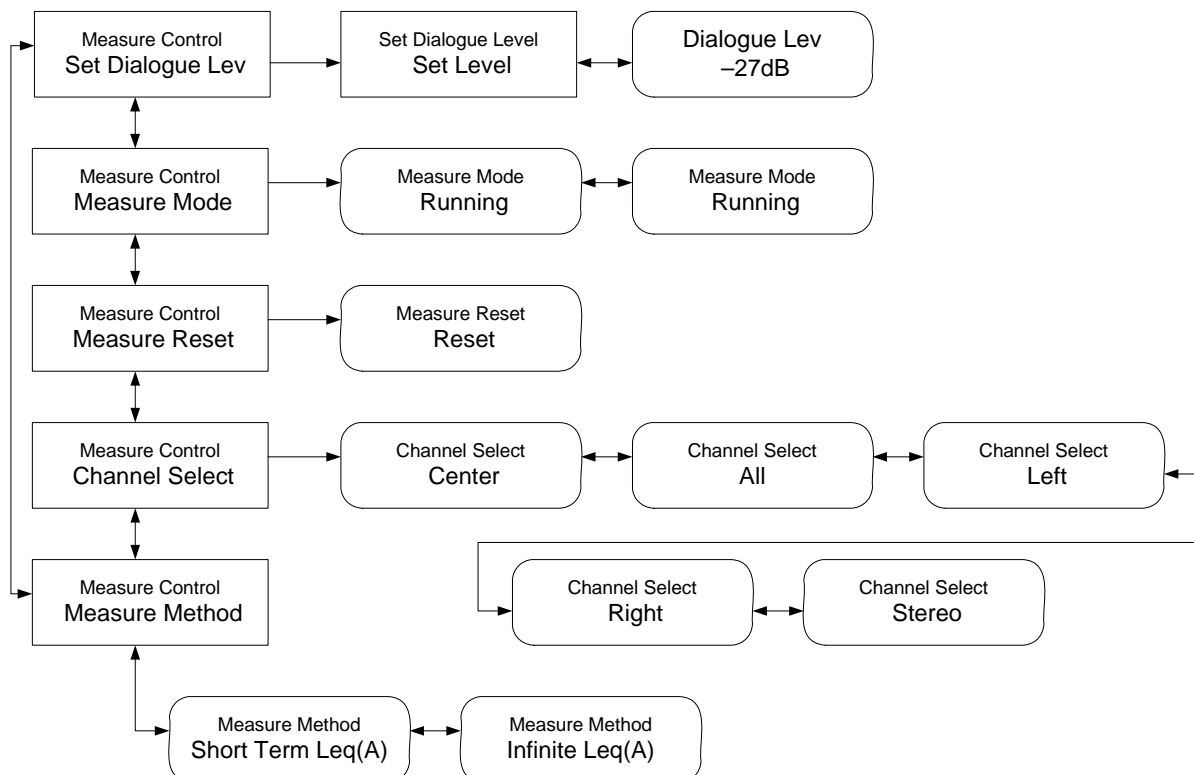 Measure Control
Set Dialogue Lev
Set Dialogue Level
Set Level
Dialogue Lev
–27dB
Measure Control
Measure Mode
Measure Mode
Running
Measure Mode
Running
Measure Control
Measure Reset
Measure Reset
Reset
Measure Control
Channel Select
Channel Select
Center
Channel Select
All
Channel Select
Left
Measure Control
Measure Method
Channel Select
Right
Channel Select
Stereo
Measure Method
Short Term Leq(A)
Measure Method
Infinite Leq(A)